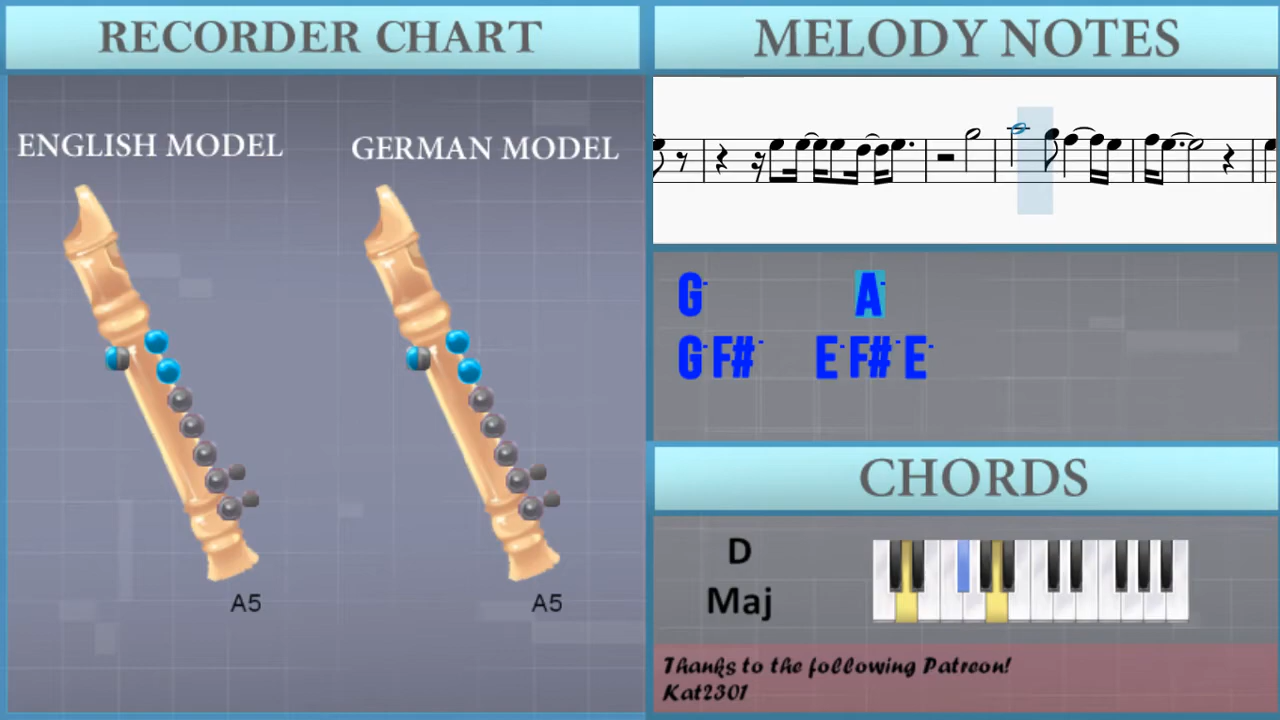 RECORDER CHART
ENGLISH MODEL
GERMAN MODEL
A5
A5
MELODY NOTES
G- A-
G- F# - E- F#- E-
CHORDS
D
Maj
Thanks to the following Patreon!
Kat2301